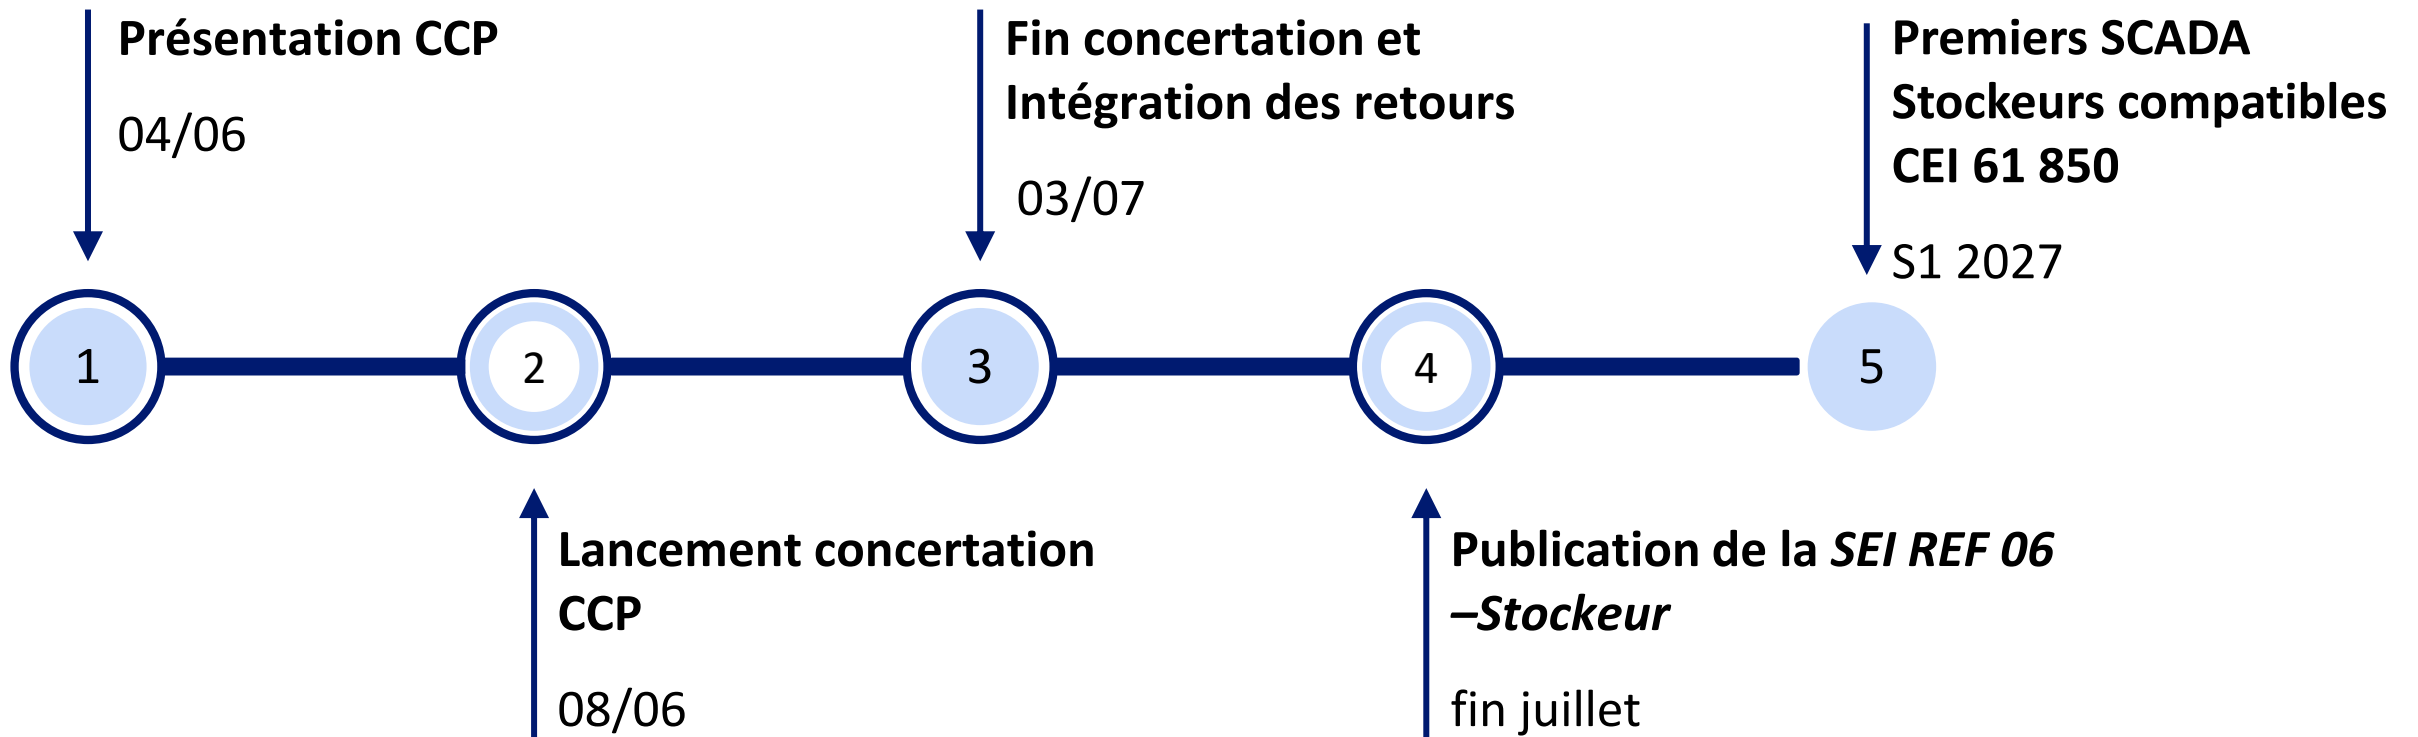 Présentation CCP
04/06
Fin concertation et
Intégration des retours
03/07
Premiers SCADA
Stockeurs compatibles
CEI 61 850
S1 2027
1
2
3
4
5
Lancement concertation
CCP
08/06
Publication de la SEI REF 06
–Stockeur
fin juillet